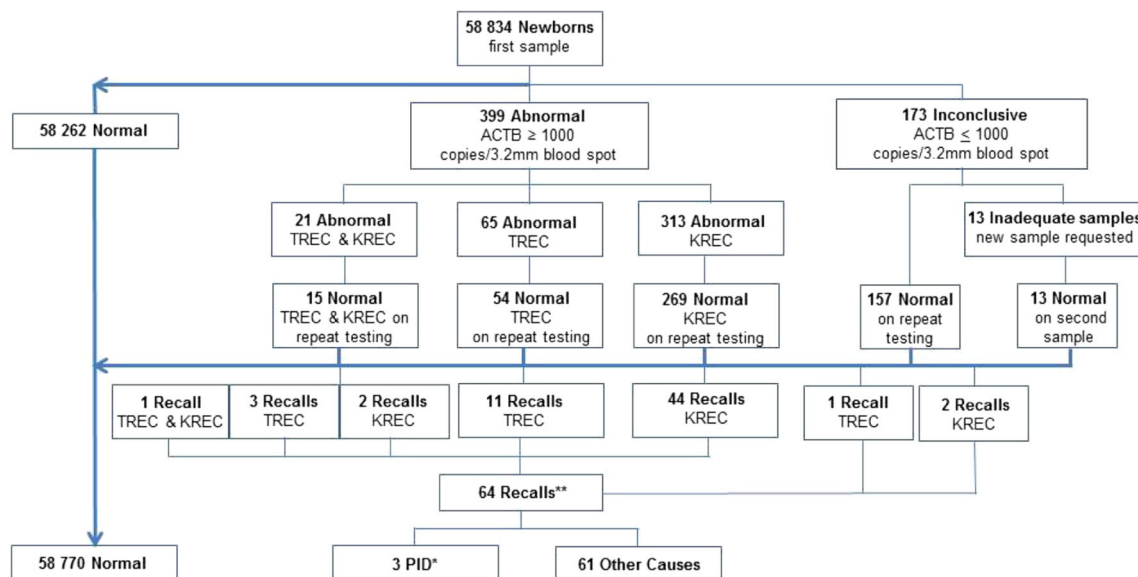 58 834 Newborns
first sample
58 262 Normal
399 Abnormal
ACTB ≥ 1000
copies/3.2mm blood spot
173 Inconclusive
ACTB ≤ 1000
copies/3.2mm blood spot
21 Abnormal
TREC & KREC
65 Abnormal
TREC
313 Abnormal
KREC
13 Inadequate samples
new sample requested
15 Normal
TREC & KREC on
repeat testing
54 Normal
TREC
on repeat testing
269 Normal
KREC
on repeat testing
157 Normal
on repeat
testing
13 Normal
on second
sample
1 Recall
TREC & KREC
3 Recalls
TREC
2 Recalls
KREC
11 Recalls
TREC
44 Recalls
KREC
1 Recall
TREC
2 Recalls
KREC
64 Recalls**
58 770 Normal
3 PID*
61 Other Causes